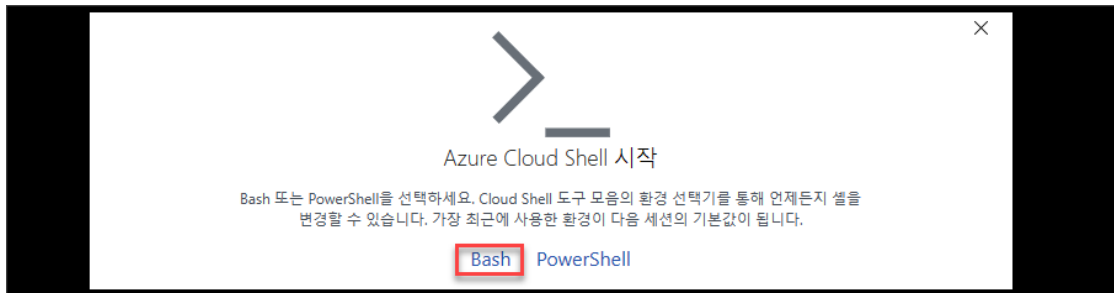 Azure Cloud Shell 시작
Bash 또는 PowerShell을 선택하세요. Cloud Shell 도구 모음의 환경 선택기를 통해 언제든지 셸을
변경할 수 있습니다. 가장 최근에 사용한 환경이 다음 세션의 기본값이 됩니다.
Bash PowerShell